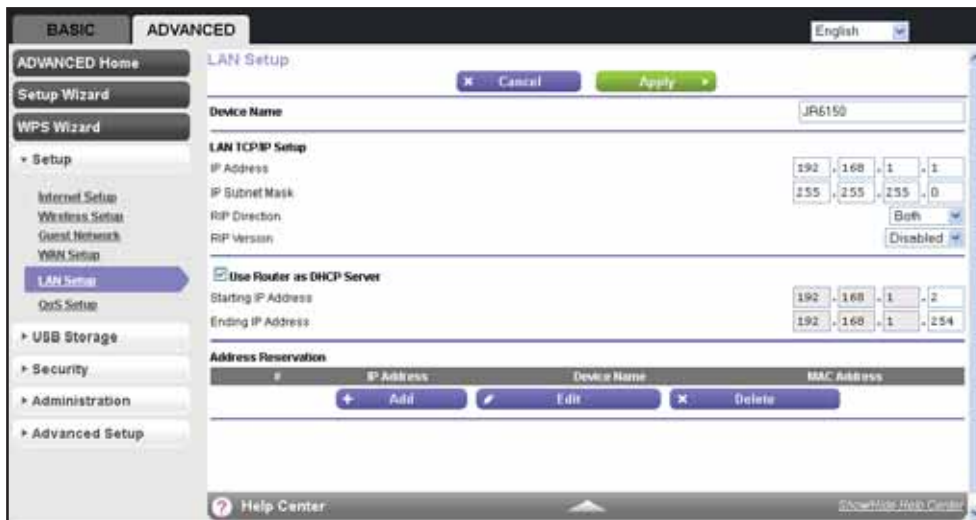 BASIC ADVANCED English
ADVANCED Home
Setup Wizard
WPS Wizard
Setup
Internet Setup
Wireless Setup
Guest Network
WAN Setup
LAN Setup
QoS Setup
USB Storage
Security
Administration
Advanced Setup
LAN Setup
Cancel Apply
Device Name JR6150
LAN TCP/IP Setup
IP Address 192 . 168 . 1 . 1
IP Subnet Mask 255 . 255 . 255 . 0
RIP Direction Both
RIP Version Disabled
Use Router as DHCP Server
Starting IP Address 192 . 168 . 1 . 2
Ending IP Address 192 . 168 . 1 . 254
Address Reservation
# IP Address Device Name MAC Address
+ Add Edit × Delete
? Help Center Show/Hide Help Center